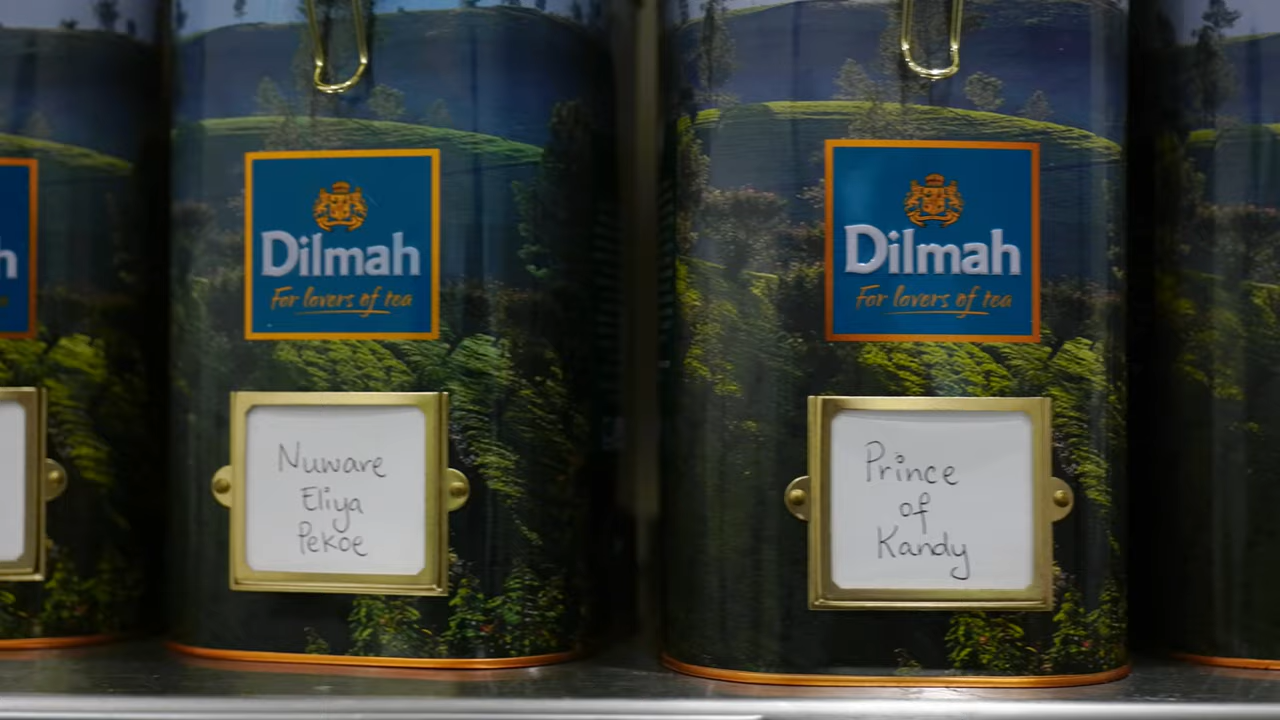 h
Dilmah
For lovers of tea
Nuware
Eliya
Pekoe
Dilmah
For lovers of tea
Prince
of
Kandy